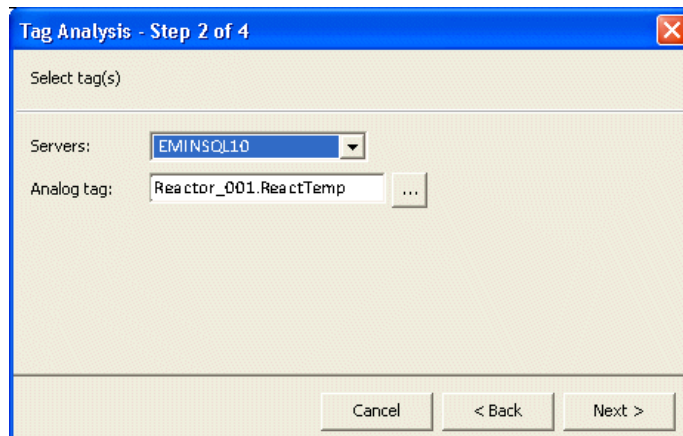 Tag Analysis - Step 2 of 4
Select tag(s)
Servers: EMINSQL10
Analog tag: Reactor_001.ReactTemp ...
Cancel < Back Next >